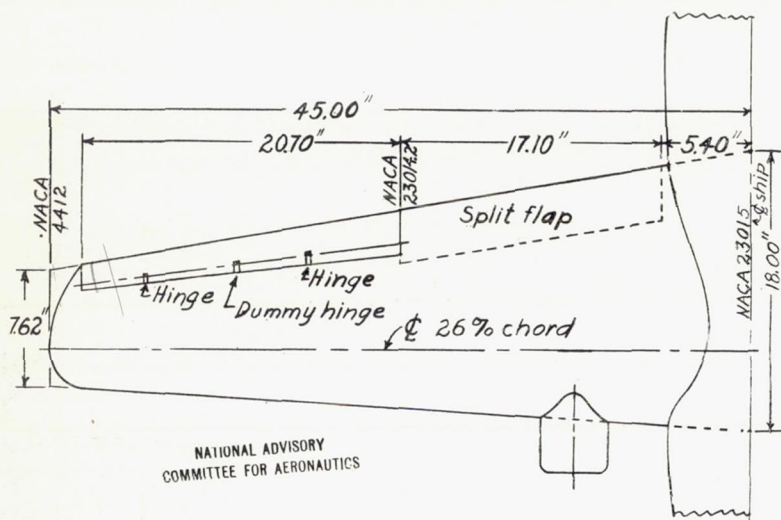 45.00"
20.70"
17.10"
5.40"
NACA
4412
NACA
23014.2
Split flap
NACA 23015
℄ ship
18.00"
Hinge
Dummy hinge
Hinge
7.62"
℄ 26% chord
NATIONAL ADVISORY
COMMITTEE FOR AERONAUTICS